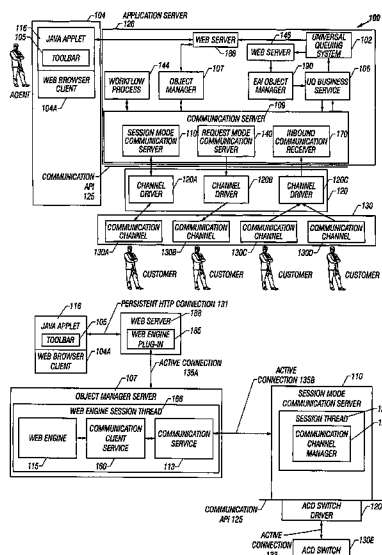 100
104
126
APPLICATION SERVER
116
105
JAVA APPLET
TOOLBAR
WEB BROWSER
CLIENT
104A
AGENT
WEB SERVER
188
146
WEB SERVER
UNIVERSAL
QUEUING
SYSTEM
102
144
WORKFLOW
PROCESS
107
OBJECT
MANAGER
190
EAI OBJECT
MANAGER
106
UQ BUSINESS
SERVICE
109
COMMUNICATION SERVER
SESSION MODE
COMMUNICATION
SERVER
110
REQUEST MODE
COMMUNICATION
SERVER
140
INBOUND
COMMUNICATION
RECEIVER
170
COMMUNICATION
API
125
120A
120B
120C
CHANNEL
DRIVER
CHANNEL
DRIVER
CHANNEL
DRIVER
120
130
COMMUNICATION
CHANNEL
COMMUNICATION
CHANNEL
COMMUNICATION
CHANNEL
COMMUNICATION
CHANNEL
130A
130B
130C
130D
CUSTOMER
CUSTOMER
CUSTOMER
CUSTOMER
116
PERSISTENT HTTP CONNECTION 131
JAVA APPLET
105
TOOLBAR
WEB BROWSER
CLIENT
104A
188
WEB SERVER
185
WEB ENGINE
PLUG-IN
ACTIVE
CONNECTION
136A
107
OBJECT MANAGER SERVER
166
WEB ENGINE SESSION THREAD
WEB ENGINE
115
COMMUNICATION
CLIENT
SERVICE
160
COMMUNICATION
SERVICE
113
ACTIVE
CONNECTION 135B
110
SESSION MODE
COMMUNICATION SERVER
SESSION THREAD
COMMUNICATION
CHANNEL
MANAGER
COMMUNICATION
API 125
ACD SWITCH
DRIVER
120
ACTIVE
CONNECTION
133
ACD SWITCH
130E